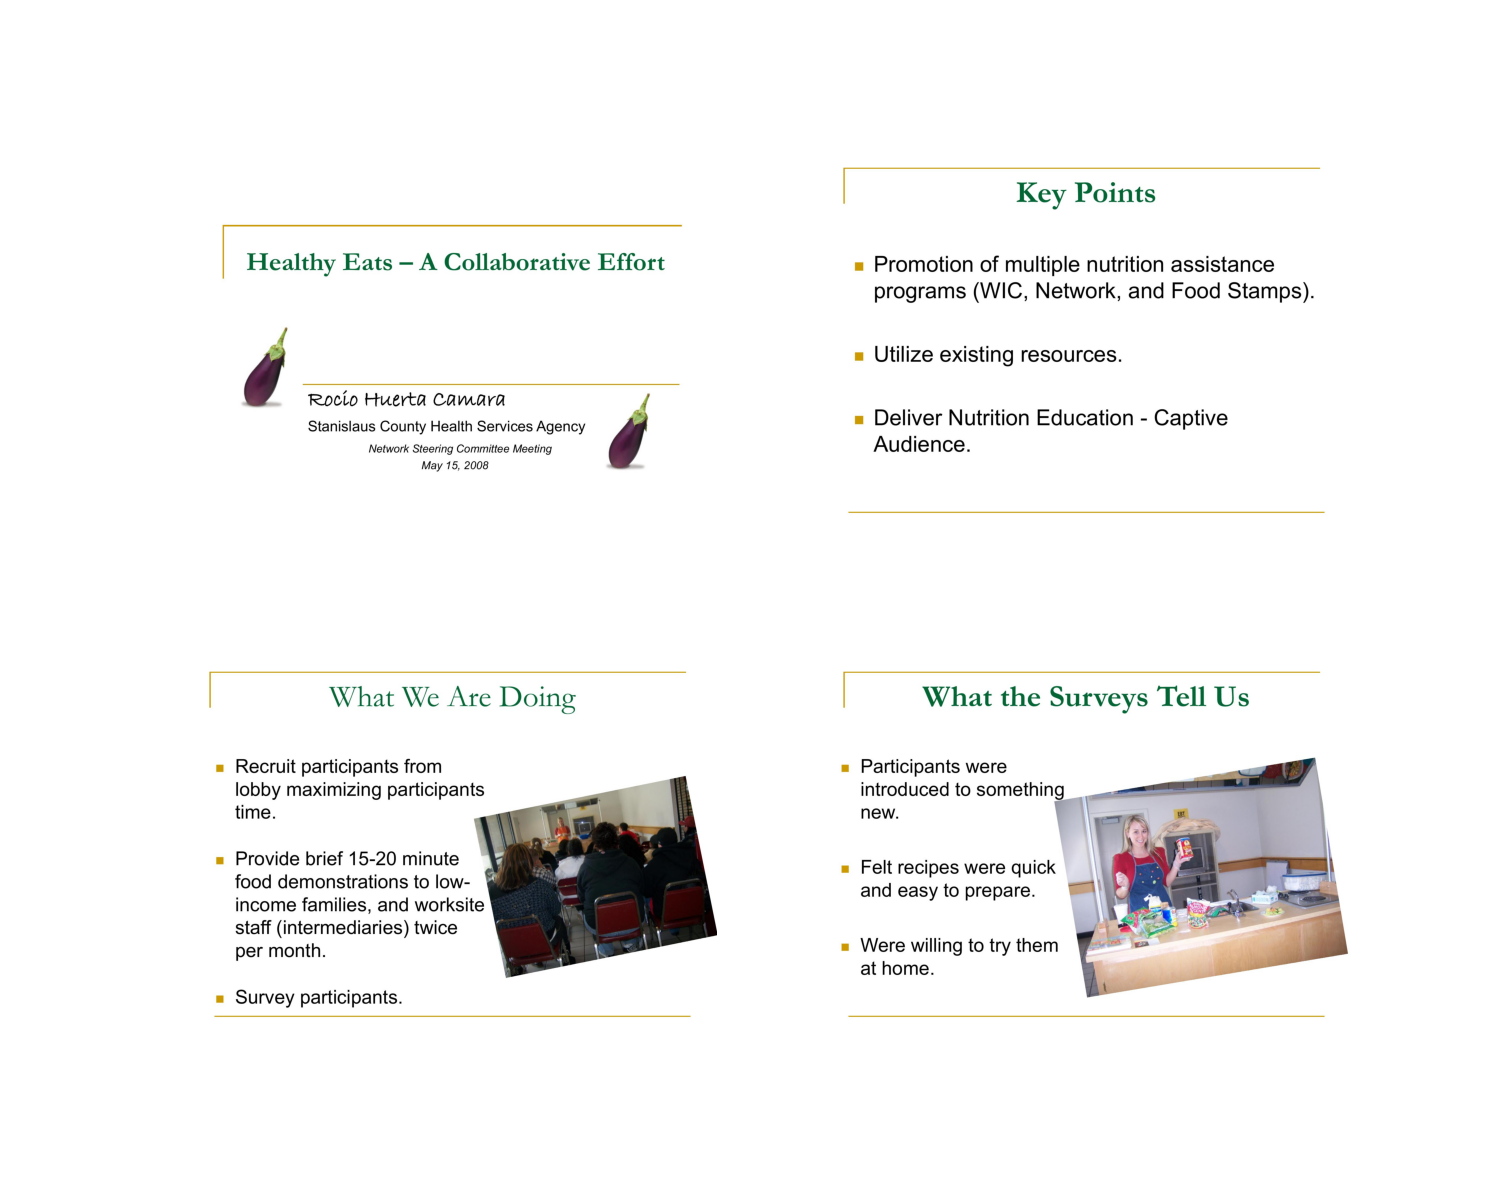 Healthy Eats – A Collaborative Effort
Rocio Huerta Camara
Stanislaus County Health Services Agency
Network Steering Committee Meeting
May 15, 2008
Key Points
Promotion of multiple nutrition assistance
programs (WIC, Network, and Food Stamps).
Utilize existing resources.
Deliver Nutrition Education - Captive
Audience.
What We Are Doing
Recruit participants from
lobby maximizing participants
time.
Provide brief 15-20 minute
food demonstrations to low-
income families, and worksite
staff (intermediaries) twice
per month.
Survey participants.
What the Surveys Tell Us
Participants were
introduced to something
new.
Felt recipes were quick
and easy to prepare.
Were willing to try them
at home.